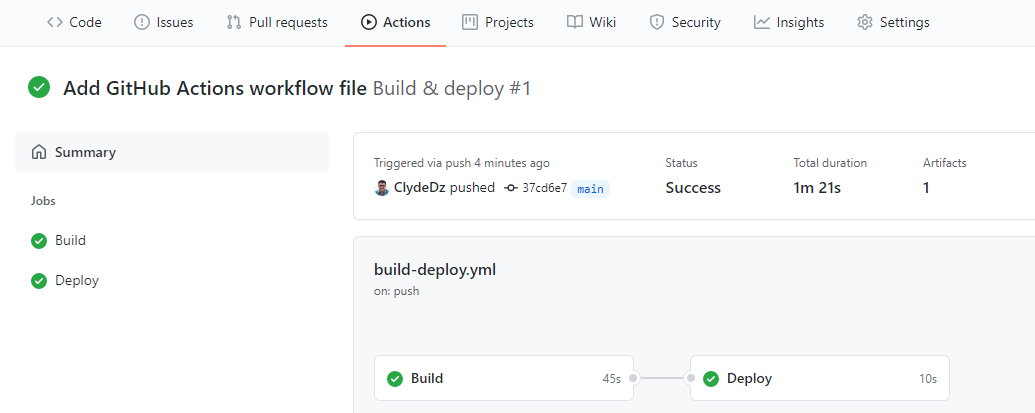 Code Issues Pull requests Actions Projects Wiki Security Insights Settings
Add GitHub Actions workflow file Build & deploy #1
Summary
Jobs
Build
Deploy
Triggered via push 4 minutes ago Status Total duration Artifacts
ClydeDz pushed 37cd6e7 main Success 1m 21s 1
build-deploy.yml
on: push
Build 45s Deploy 10s